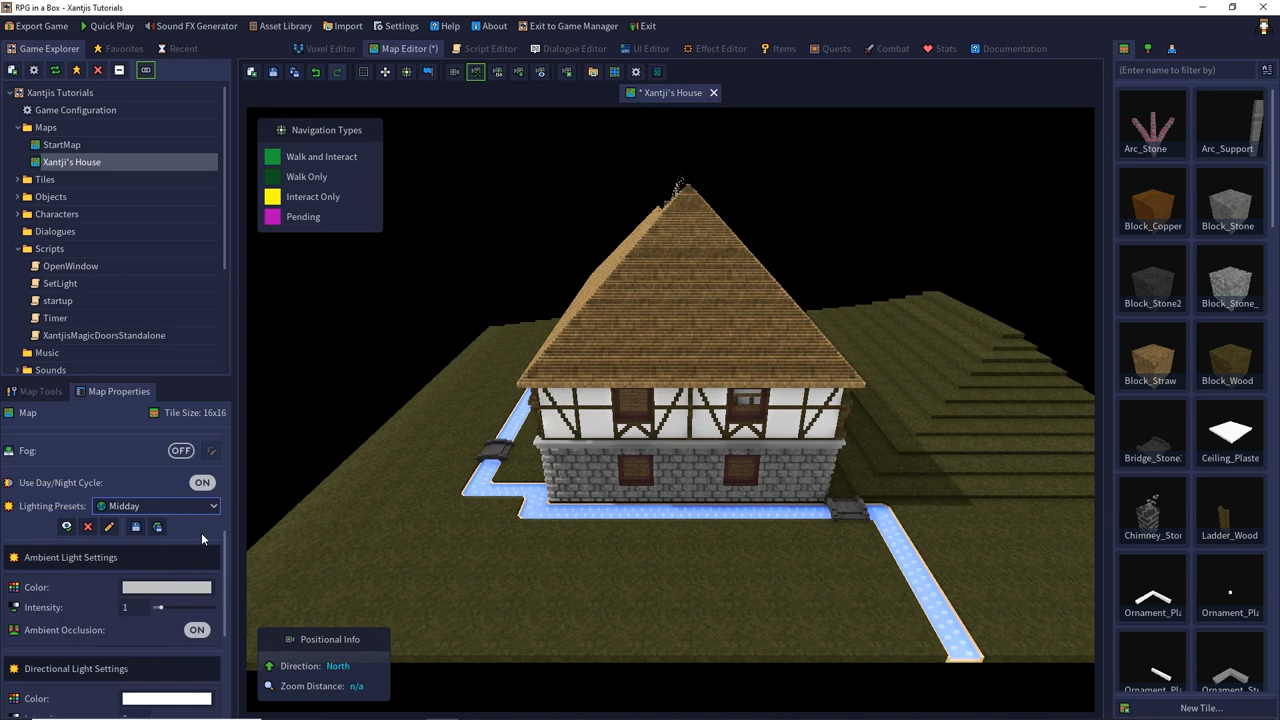 RPG in a Box — Xantjis Tutorials
Export Game Quick Play Sound FX Generator Asset Library Import Settings Help About Exit to Game Manager Exit
Game Explorer Favorites Recent Voxel Editor Map Editor (*) Script Editor Dialogue Editor UI Editor Effect Editor Items Quests Combat Stats Documentation
(Enter name to filter by)
* Xantji's House
Xantjis Tutorials
Game Configuration
Maps
StartMap
Xantji's House
Tiles
Objects
Characters
Dialogues
Scripts
OpenWindow
SetLight
startup
Timer
XantjisMagicDoorsStandalone
Music
Sounds
Map Tools Map Properties
Map Tile Size: 16x16
Fog: OFF
Use Day/Night Cycle: ON
Lighting Presets: Midday
Ambient Light Settings
Color:
Intensity: 1
Ambient Occlusion: ON
Directional Light Settings
Color:
Navigation Types
Walk and Interact
Walk Only
Interact Only
Pending
Positional Info
Direction: North
Zoom Distance: n/a
Arc_Stone Arc_Support
Block_Copper Block_Stone
Block_Stone2 Block_Stone_
Block_Straw Block_Wood
Bridge_Stone. Ceiling_Plaste
Chimney_Stor Ladder_Wood
Ornament_Pla Ornament_Pla
Ornament_Pla Ornament_Sto
New Tile...